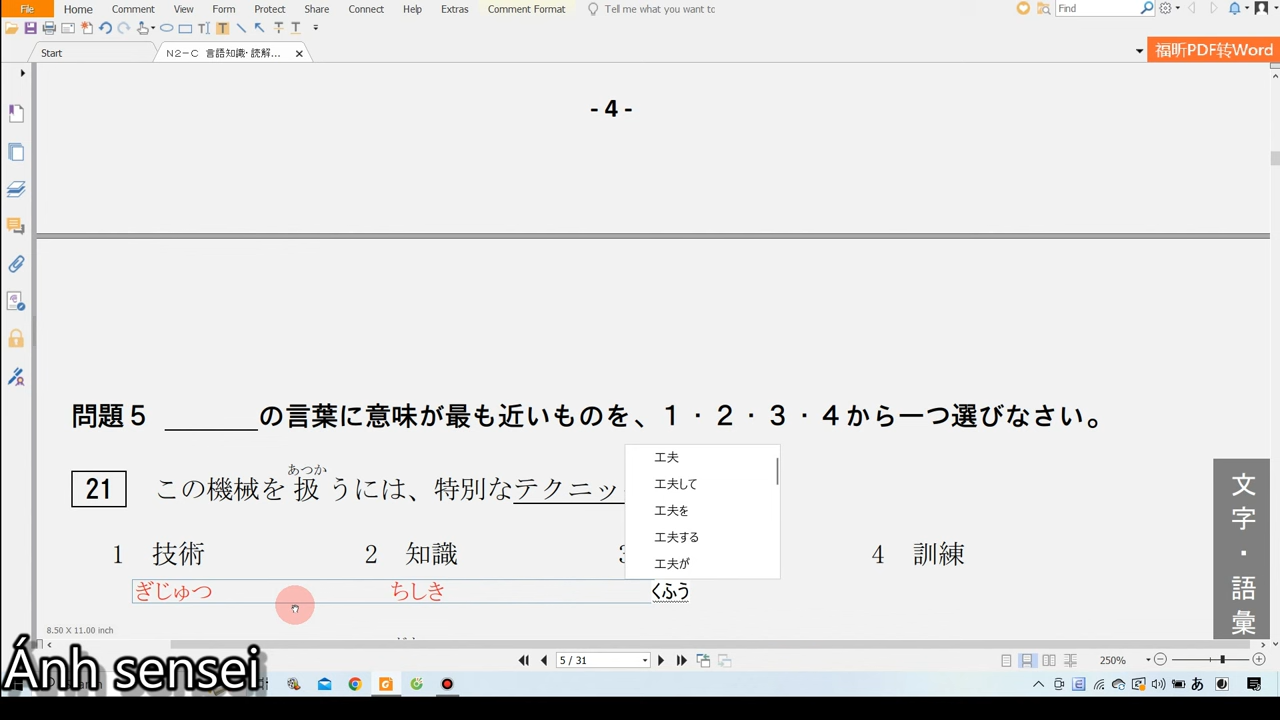 File Home Comment View Form Protect Share Connect Help Extras Comment Format Tell me what you want to Find
Start N2－C 言語知識・読解... 福昕PDF转Word
- 4 -
問題５ ______の言葉に意味が最も近いものを、１・２・３・４から一つ選びなさい。
あつか
21 この機械を扱うには、特別なテクニッ
工夫
工夫して
工夫を
工夫する
工夫が
1 技術 2 知識 3 4 訓練
ぎじゅつ ちしき くふう
文字・語彙
8.50 X 11.00 inch
5 / 31 250%
Ánh sensei
あ